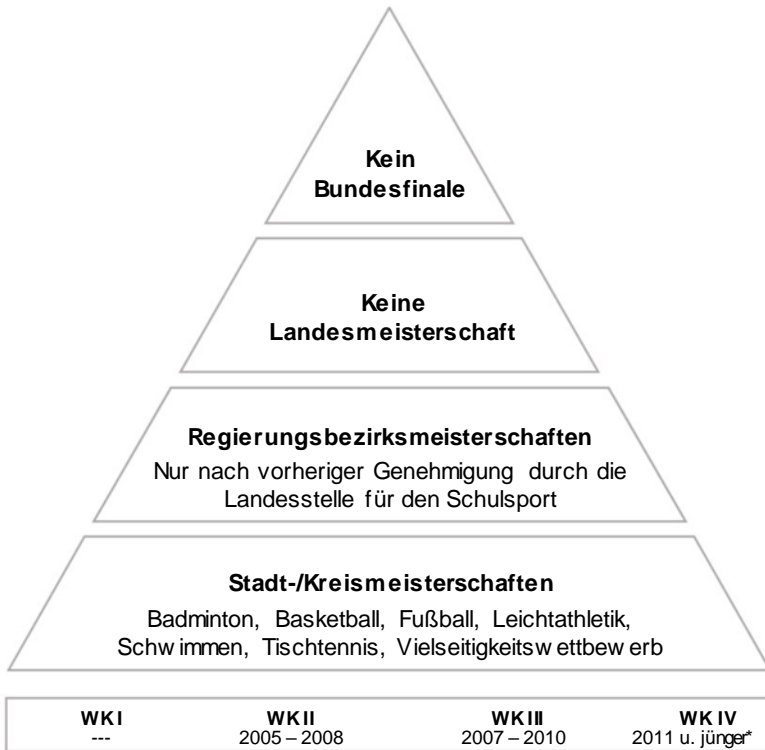 Kein
Bundesfinale
Keine
Landesmeisterschaft
Regierungsbezirksmeisterschaften
Nur nach vorheriger Genehmigung durch die
Landesstelle für den Schulsport
Stadt-/Kreismeisterschaften
Badminton, Basketball, Fußball, Leichtathletik,
Schwimmen, Tischtennis, Vielseitigkeitswettbewerb
WK I WK II WK III WK IV
--- 2005 – 2008 2007 – 2010 2011 u. jünger*